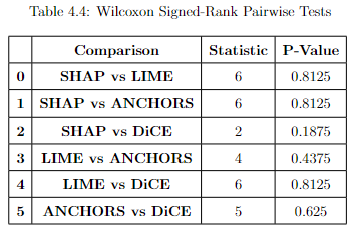 Table 4.4: Wilcoxon Signed-Rank Pairwise Tests
Comparison Statistic P-Value
0 SHAP vs LIME 6 0.8125
1 SHAP vs ANCHORS 6 0.8125
2 SHAP vs DiCE 2 0.1875
3 LIME vs ANCHORS 4 0.4375
4 LIME vs DiCE 6 0.8125
5 ANCHORS vs DiCE 5 0.625